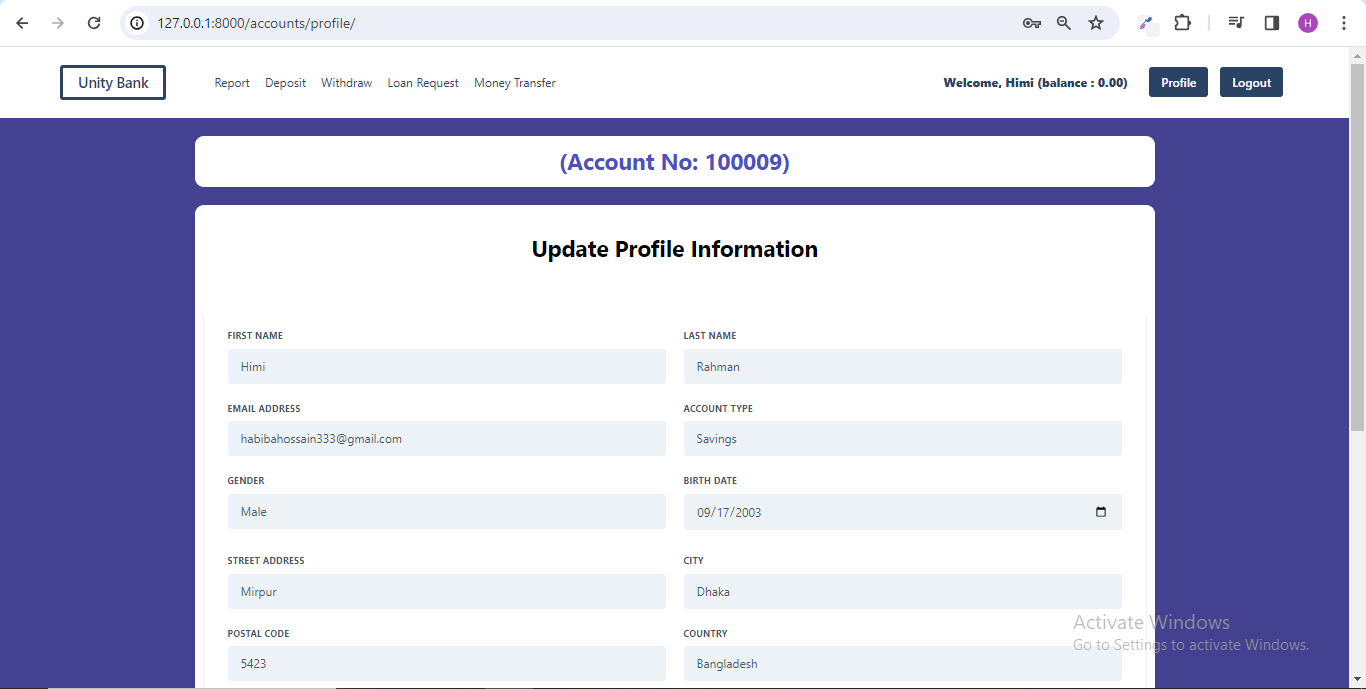 127.0.0.1:8000/accounts/profile/
H
Unity Bank
Report Deposit Withdraw Loan Request Money Transfer
Welcome, Himi (balance : 0.00)
Profile
Logout
(Account No: 100009)
Update Profile Information
FIRST NAME LAST NAME
Himi Rahman
EMAIL ADDRESS ACCOUNT TYPE
habibahossain333@gmail.com Savings
GENDER BIRTH DATE
Male 09/17/2003
STREET ADDRESS CITY
Mirpur Dhaka
POSTAL CODE COUNTRY
5423 Bangladesh
Activate Windows
Go to Settings to activate Windows.